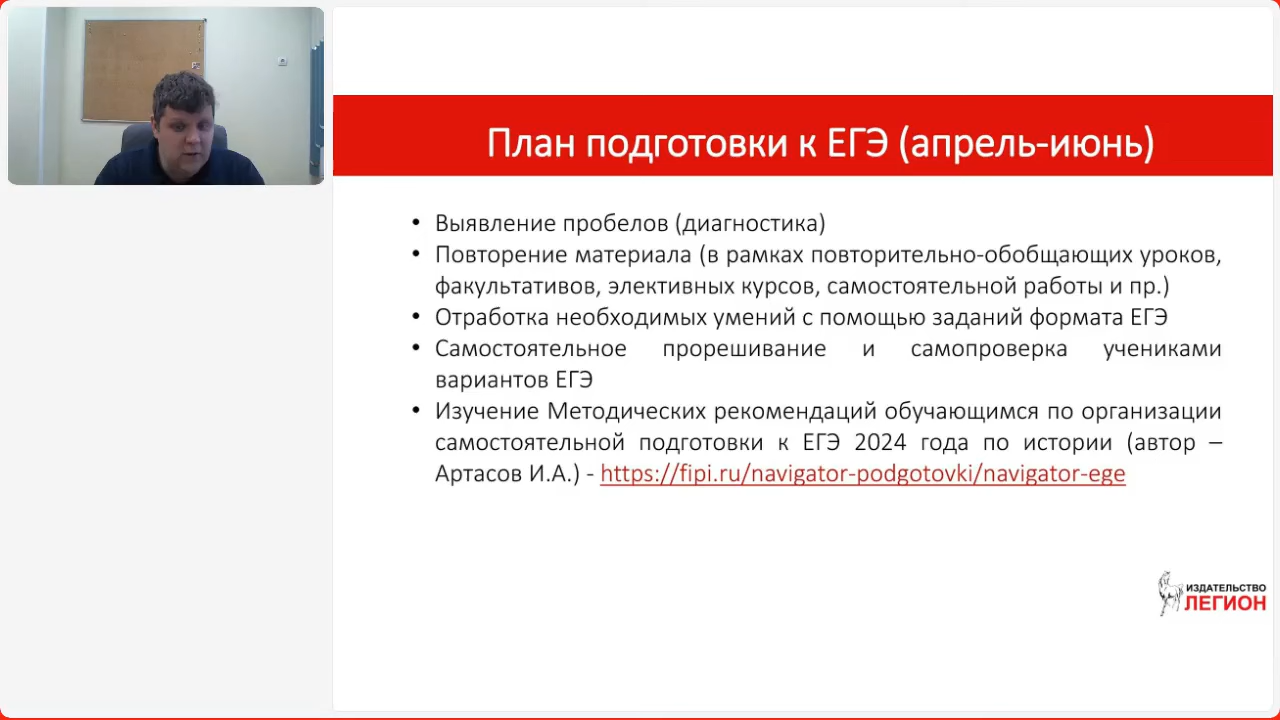 План подготовки к ЕГЭ (апрель-июнь)
• Выявление пробелов (диагностика)
• Повторение материала (в рамках повторительно-обобщающих уроков,
факультативов, элективных курсов, самостоятельной работы и пр.)
• Отработка необходимых умений с помощью заданий формата ЕГЭ
• Самостоятельное прорешивание и самопроверка учениками
вариантов ЕГЭ
• Изучение Методических рекомендаций обучающимся по организации
самостоятельной подготовки к ЕГЭ 2024 года по истории (автор –
Артасов И.А.) - https://fipi.ru/navigator-podgotovki/navigator-ege
ИЗДАТЕЛЬСТВО
ЛЕГИОН